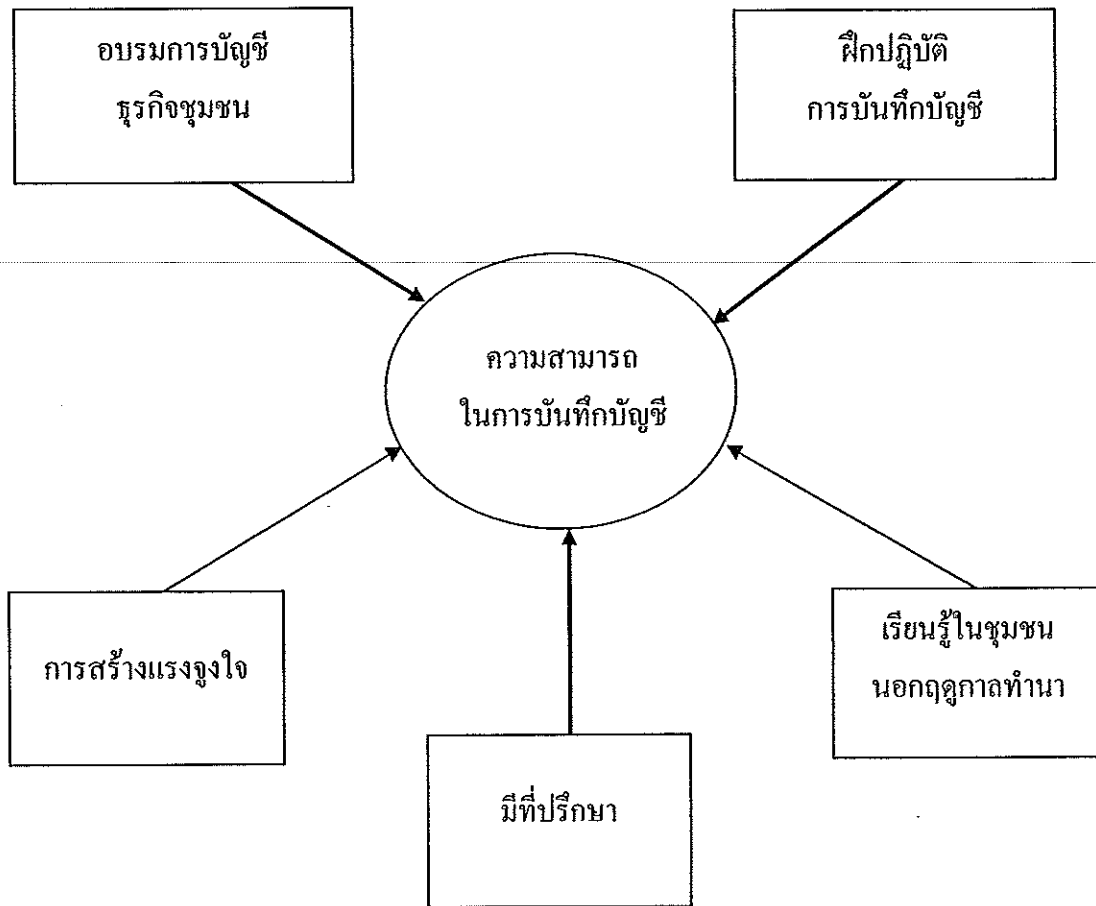 อบรมการบัญชี
ธุรกิจชุมชน
ฝึกปฏิบัติ
การบันทึกบัญชี
ความสามารถ
ในการบันทึกบัญชี
การสร้างแรงจูงใจ
มีที่ปรึกษา
เรียนรู้ในชุมชน
นอกฤดูกาลทำนา